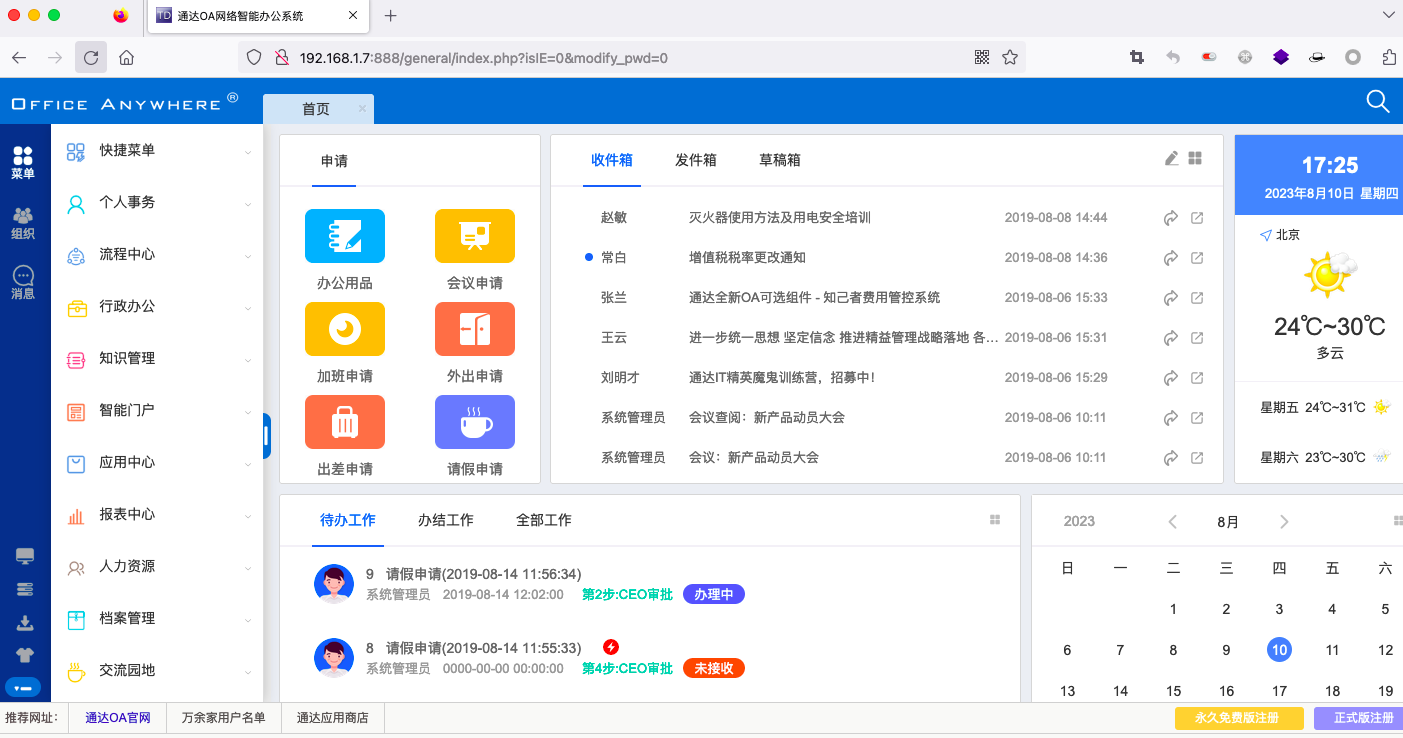 TD 通达OA网络智能办公系统
192.168.1.7:888/general/index.php?isIE=0&modify_pwd=0
OFFICE ANYWHERE ®
首页
菜单
组织
消息
快捷菜单
个人事务
流程中心
行政办公
知识管理
智能门户
应用中心
报表中心
人力资源
档案管理
交流园地
申请
办公用品 会议申请
加班申请 外出申请
出差申请 请假申请
收件箱 发件箱 草稿箱
赵敏 灭火器使用方法及用电安全培训 2019-08-08 14:44
常白 增值税税率更改通知 2019-08-08 14:36
张兰 通达全新OA可选组件 - 知己者费用管控系统 2019-08-06 15:33
王云 进一步统一思想 坚定信念 推进精益管理战略落地 各... 2019-08-06 15:31
刘明才 通达IT精英魔鬼训练营，招募中！ 2019-08-06 15:29
系统管理员 会议查阅：新产品动员大会 2019-08-06 10:11
系统管理员 会议：新产品动员大会 2019-08-06 10:11
17:25
2023年8月10日 星期四
北京
24℃~30℃
多云
星期五 24℃~31℃
星期六 23℃~30℃
待办工作 办结工作 全部工作
9 请假申请(2019-08-14 11:56:34)
系统管理员 2019-08-14 12:02:00 第2步:CEO审批 办理中
8 请假申请(2019-08-14 11:55:33)
系统管理员 0000-00-00 00:00:00 第4步:CEO审批 未接收
2023 8月
日 一 二 三 四 五 六
1 2 3 4 5
6 7 8 9 10 11 12
13 14 15 16 17 18 19
推荐网址： 通达OA官网 万余家用户名单 通达应用商店 永久免费版注册 正式版注册